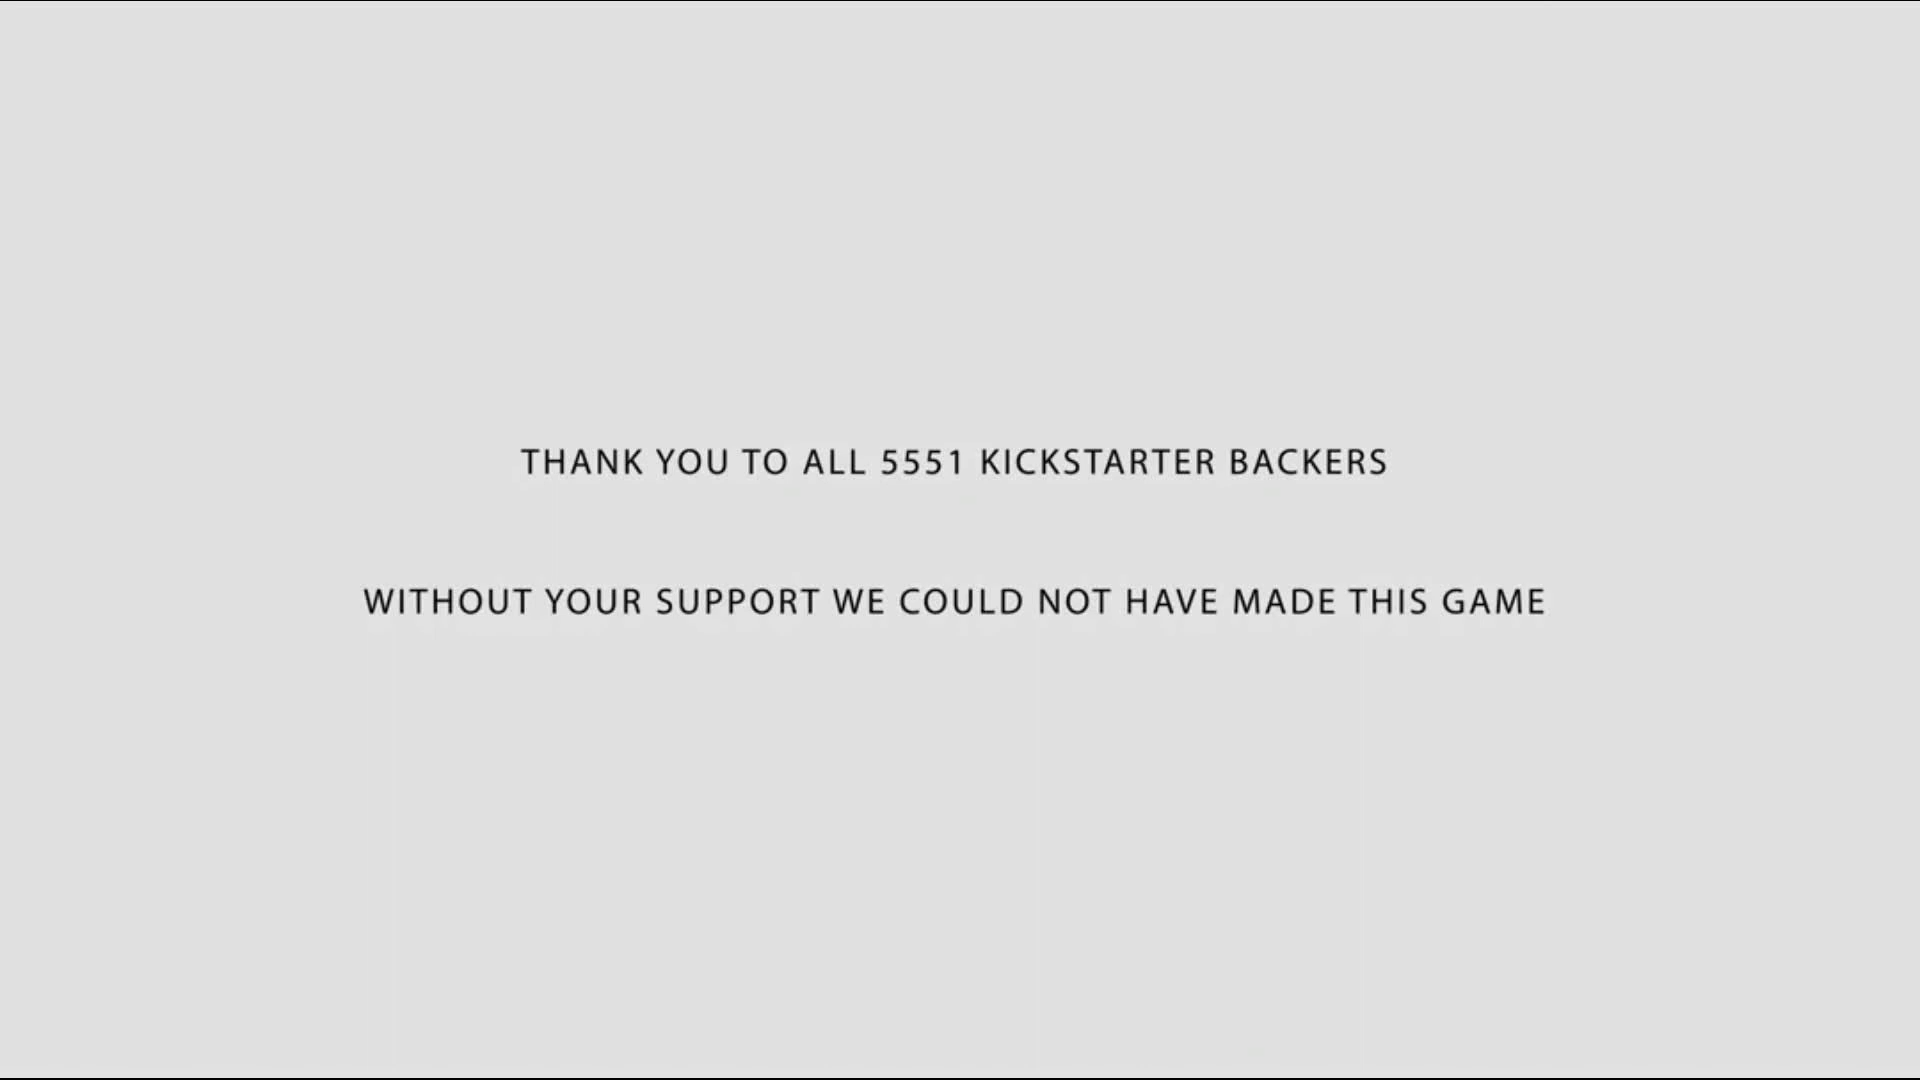 THANK YOU TO ALL 5551 KICKSTARTER BACKERS
WITHOUT YOUR SUPPORT WE COULD NOT HAVE MADE THIS GAME